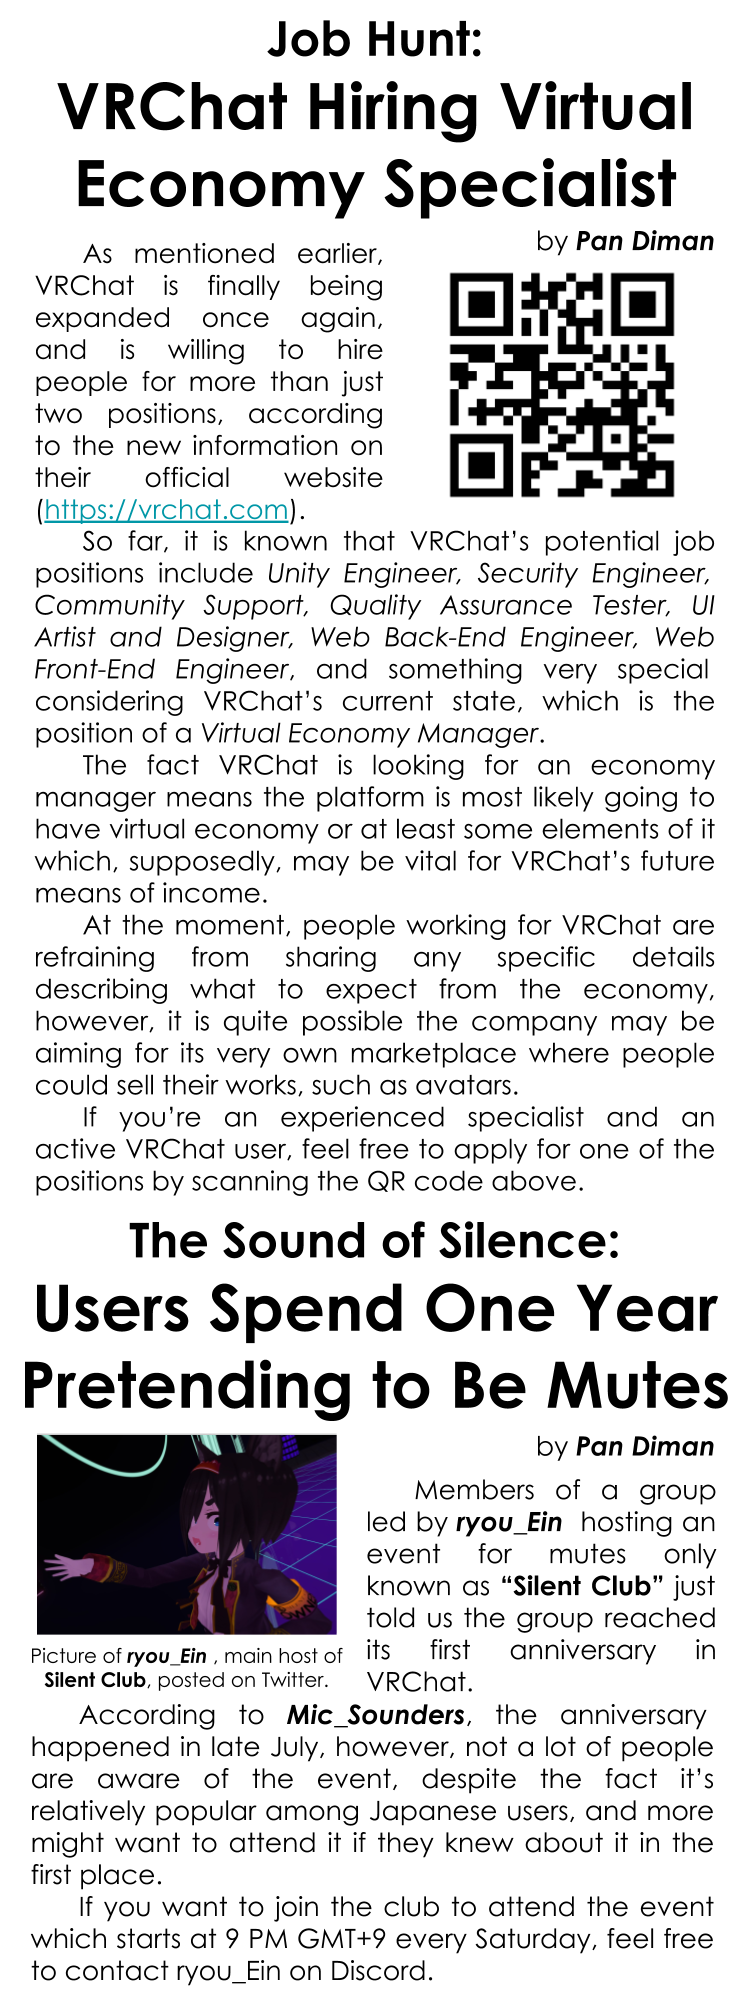 Job Hunt:
VRChat Hiring Virtual
Economy Specialist
by Pan Diman
As mentioned earlier,
VRChat is finally being
expanded once again,
and is willing to hire
people for more than just
two positions, according
to the new information on
their official website
(https://vrchat.com).
So far, it is known that VRChat's potential job
positions include Unity Engineer, Security Engineer,
Community Support, Quality Assurance Tester, UI
Artist and Designer, Web Back-End Engineer, Web
Front-End Engineer, and something very special
considering VRChat's current state, which is the
position of a Virtual Economy Manager.
The fact VRChat is looking for an economy
manager means the platform is most likely going to
have virtual economy or at least some elements of it
which, supposedly, may be vital for VRChat's future
means of income.
At the moment, people working for VRChat are
refraining from sharing any specific details
describing what to expect from the economy,
however, it is quite possible the company may be
aiming for its very own marketplace where people
could sell their works, such as avatars.
If you're an experienced specialist and an
active VRChat user, feel free to apply for one of the
positions by scanning the QR code above.
The Sound of Silence:
Users Spend One Year
Pretending to Be Mutes
by Pan Diman
Members of a group
led by ryou_Ein hosting an
event for mutes only
known as “Silent Club” just
told us the group reached
its first anniversary in
VRChat.
Picture of ryou_Ein , main host of
Silent Club, posted on Twitter.
According to Mic_Sounders, the anniversary
happened in late July, however, not a lot of people
are aware of the event, despite the fact it's
relatively popular among Japanese users, and more
might want to attend it if they knew about it in the
first place.
If you want to join the club to attend the event
which starts at 9 PM GMT+9 every Saturday, feel free
to contact ryou_Ein on Discord.